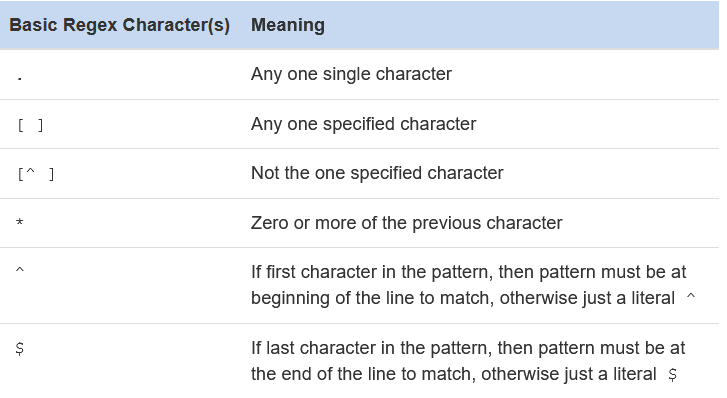 Basic Regex Character(s) Meaning
. Any one single character
[ ] Any one specified character
[^ ] Not the one specified character
* Zero or more of the previous character
^ If first character in the pattern, then pattern must be at
beginning of the line to match, otherwise just a literal ^
$ If last character in the pattern, then pattern must be at
the end of the line to match, otherwise just a literal $